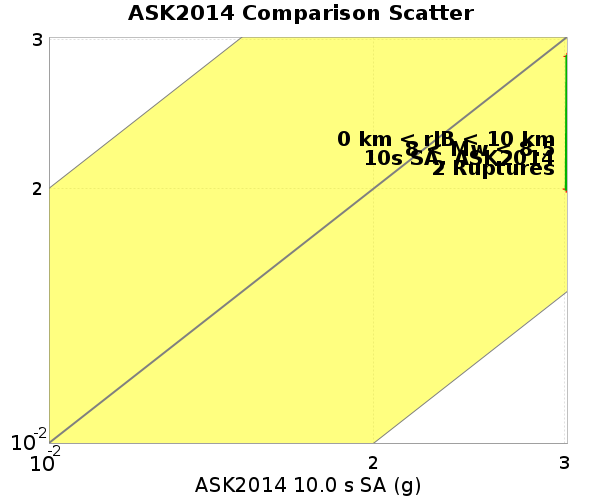 ASK2014 Comparison Scatter
3
0 km < rJB < 10 km
8 < Mw < 8.5
10s SA, ASK2014
2 Ruptures
2
10-2
10-2
2
3
ASK2014 10.0 s SA (g)